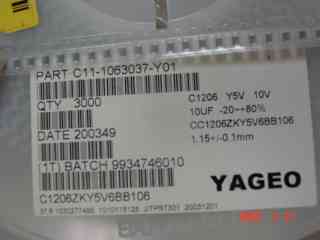 PART C11-1063037-Y01
QTY 3000
C1206 Y5V 10V
10UF -20~+80%
CC1206ZKY5V6BB106
DATE 200349
1.15+/-0.1mm
(1T) BATCH 9934746010
C1206ZKY5V6BB106
YAGEO